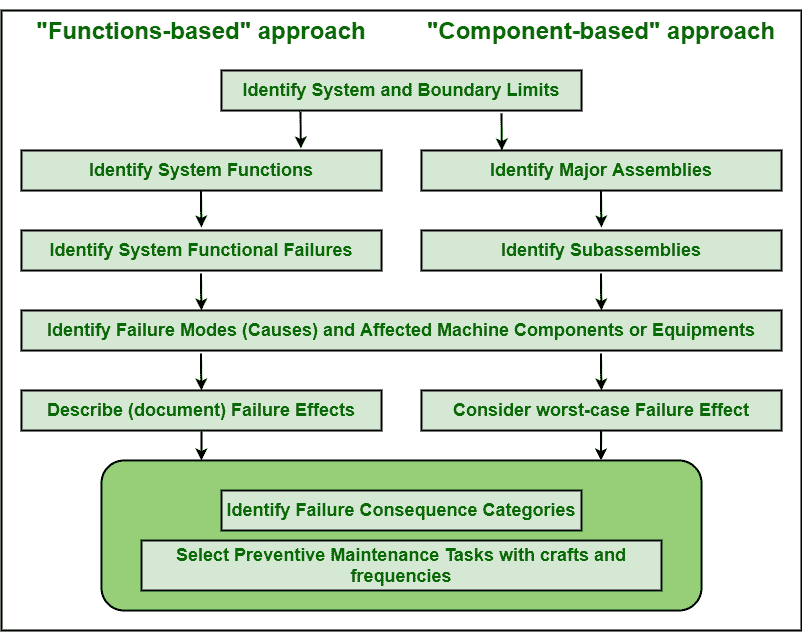 "Functions-based" approach
"Component-based" approach
Identify System and Boundary Limits
Identify System Functions
Identify Major Assemblies
Identify System Functional Failures
Identify Subassemblies
Identify Failure Modes (Causes) and Affected Machine Components or Equipments
Describe (document) Failure Effects
Consider worst-case Failure Effect
Identify Failure Consequence Categories
Select Preventive Maintenance Tasks with crafts and
frequencies